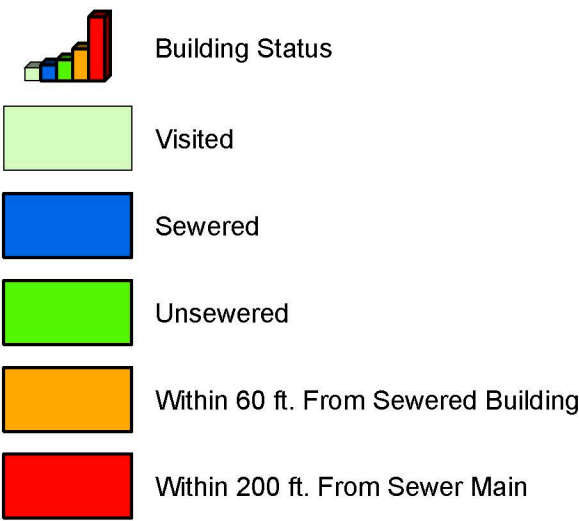 Building Status
Visited
Sewered
Unsewered
Within 60 ft. From Sewered Building
Within 200 ft. From Sewer Main